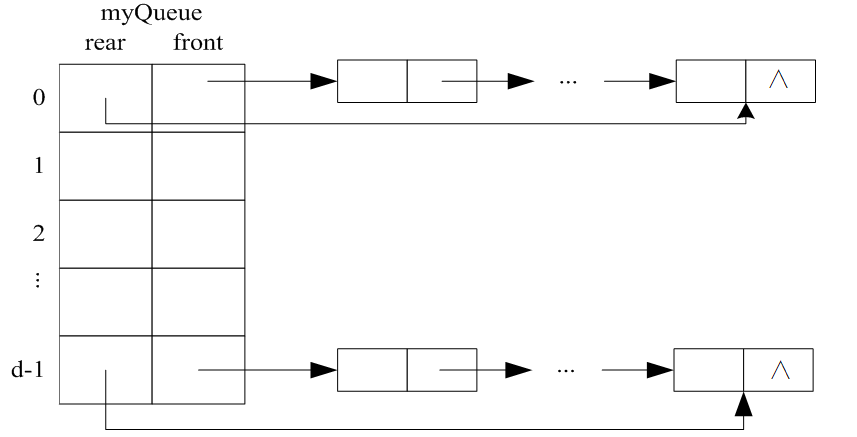 myQueue
rear front
0 ... ∧
1
2
⋮
d-1 ... ∧